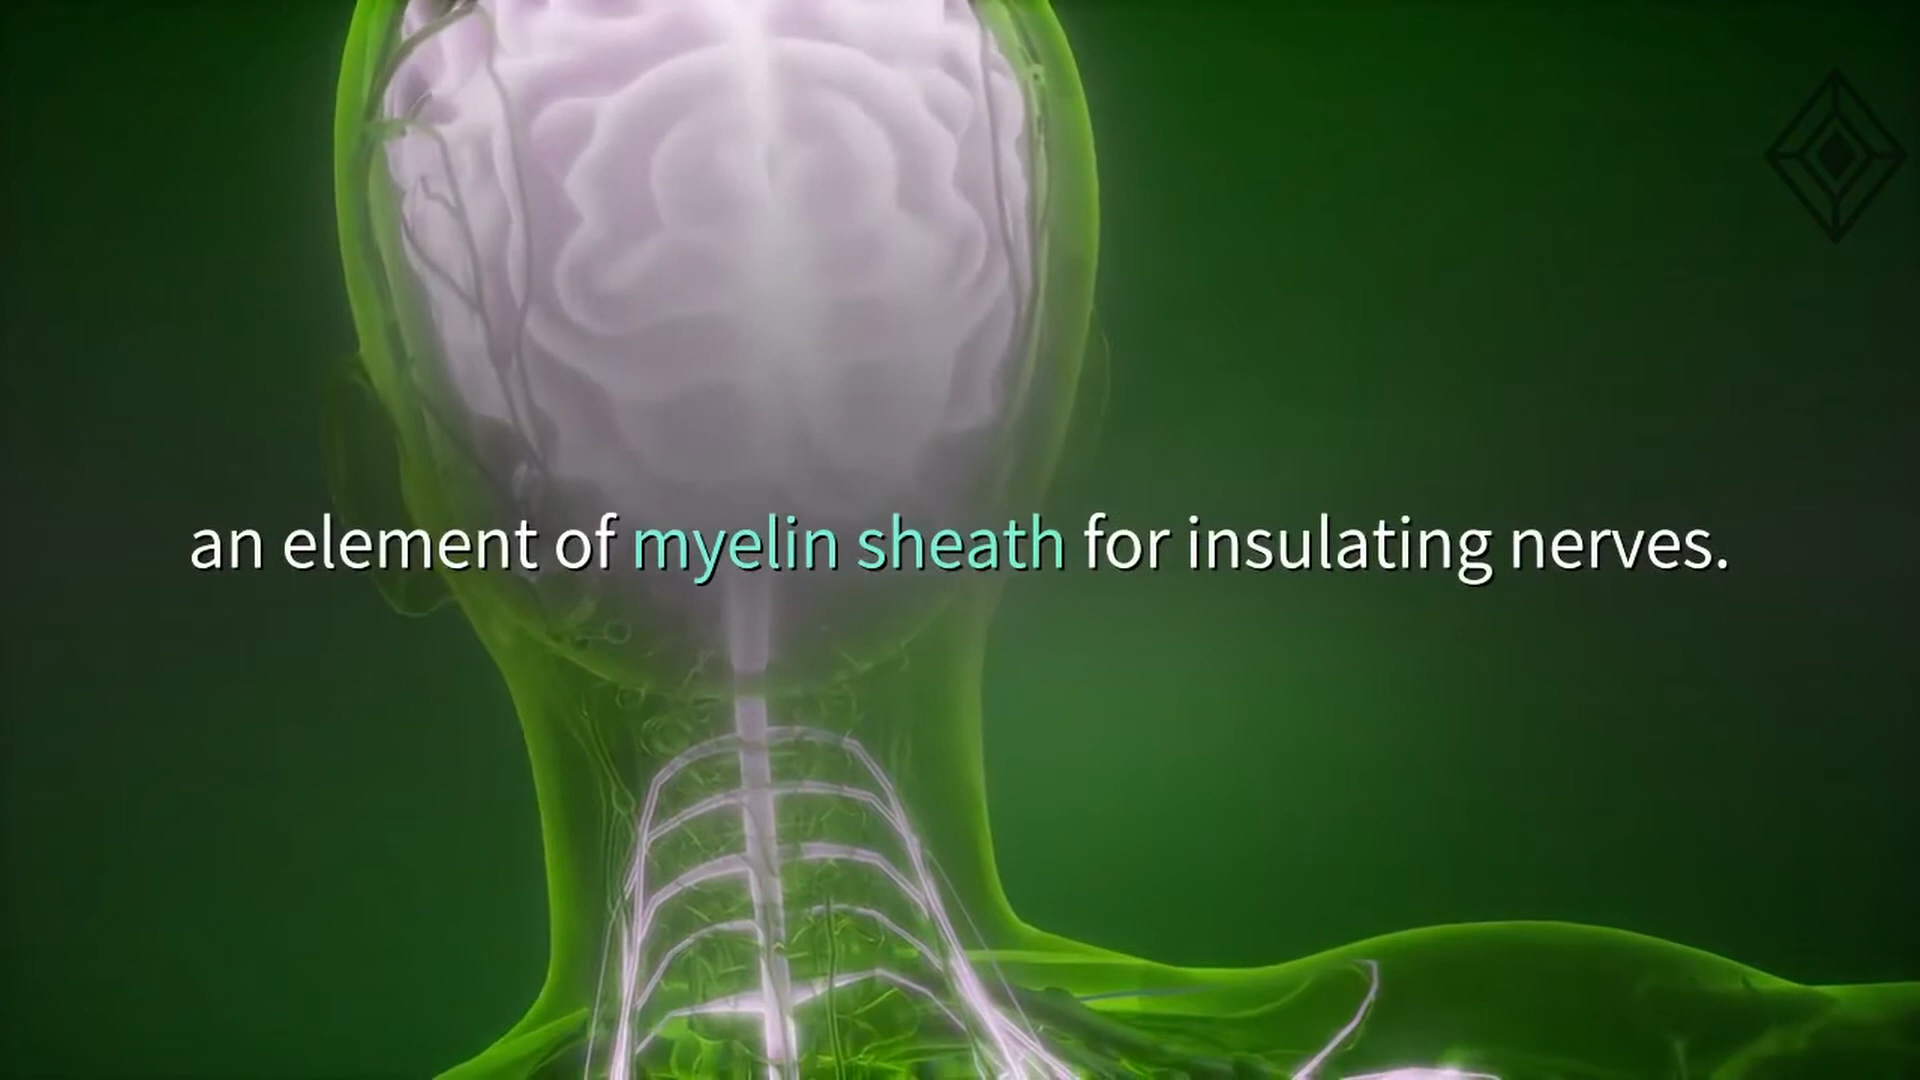 an element of myelin sheath for insulating nerves.